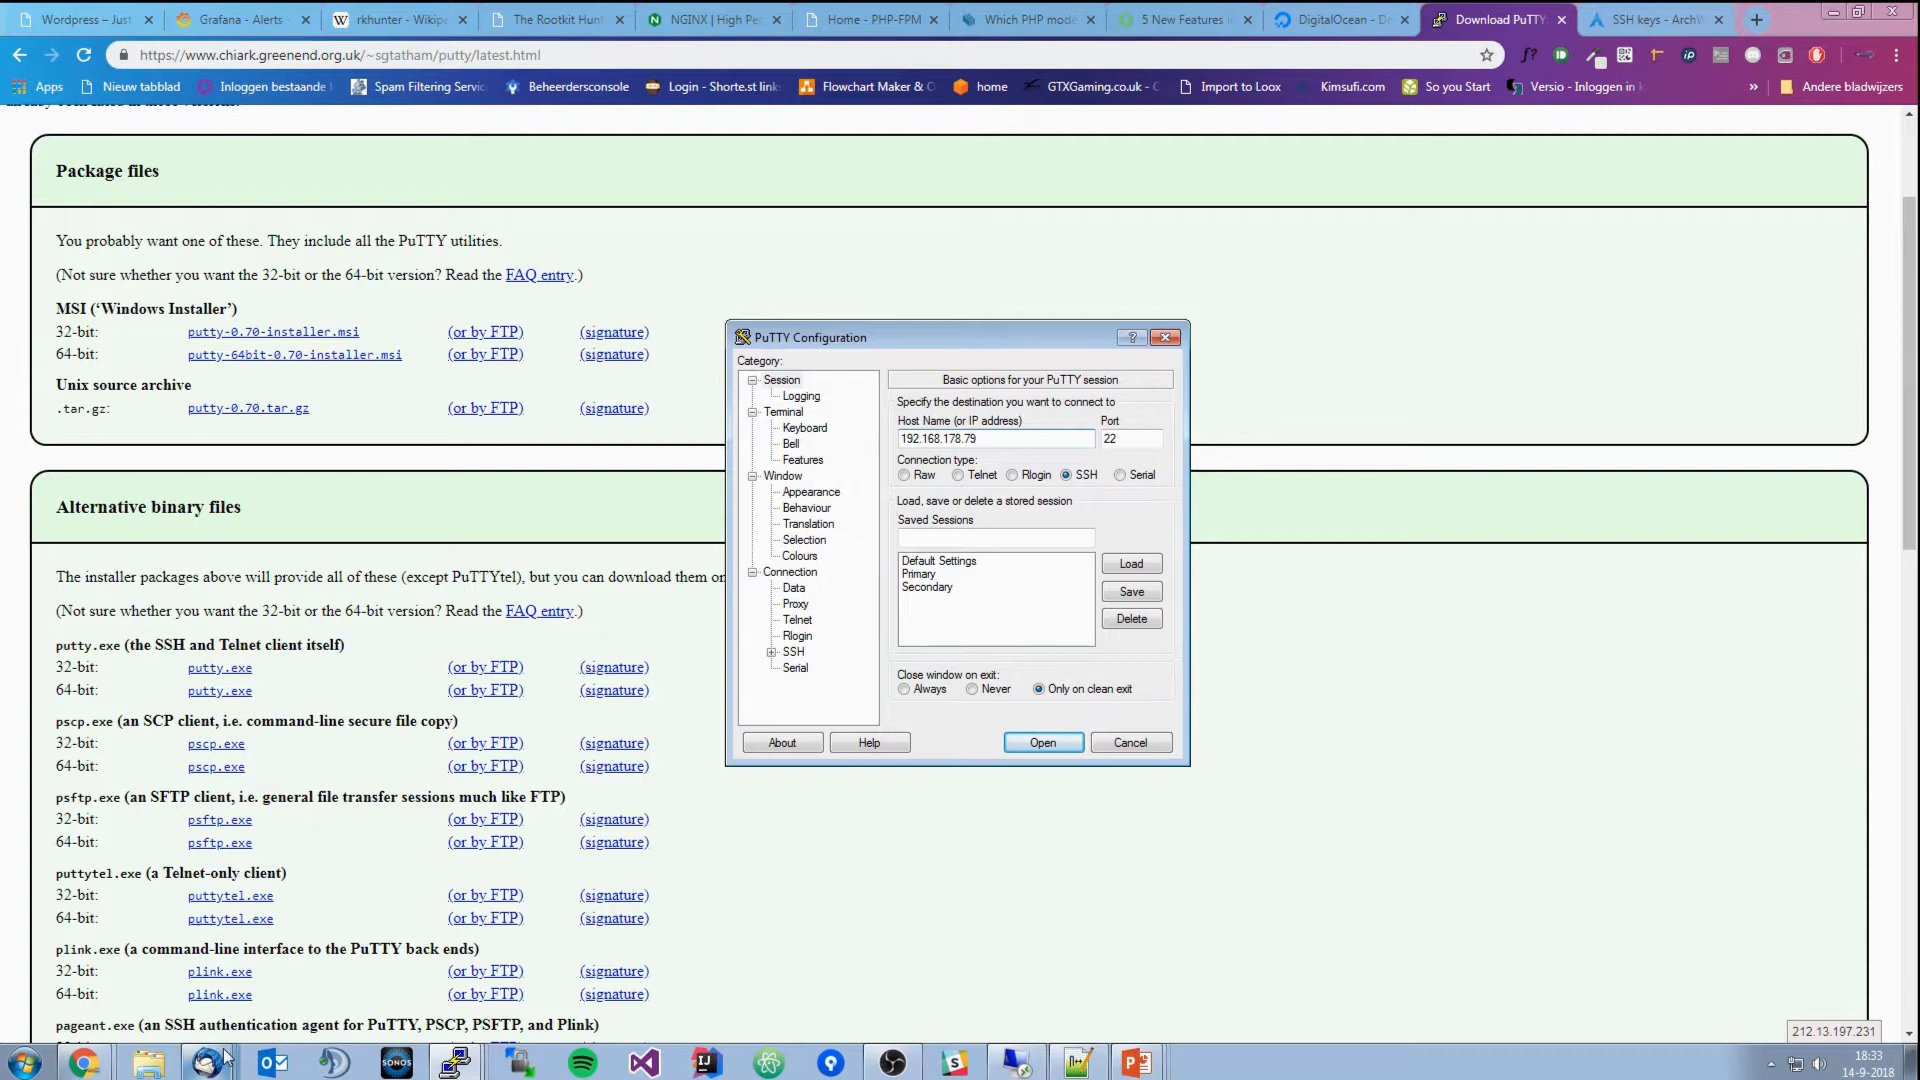 Wordpress – Just
Grafana - Alerts -
rkhunter - Wikipe
The Rootkit Hun
NGINX | High Pe
Home - PHP-FPM
Which PHP mode
5 New Features i
DigitalOcean - De
Download PuTTY:
SSH keys - ArchW
https://www.chiark.greenend.org.uk/~sgtatham/putty/latest.html
Apps
Nieuw tabblad
Inloggen bestaande
Spam Filtering Servic
Beheerdersconsole
Login - Shorte.st link
Flowchart Maker & O
home
GTXGaming.co.uk - C
Import to Loox
Kimsufi.com
So you Start
Versio - Inloggen in
»
Andere bladwijzers
Package files
You probably want one of these. They include all the PuTTY utilities.
(Not sure whether you want the 32-bit or the 64-bit version? Read the FAQ entry.)
MSI (‘Windows Installer’)
32-bit: putty-0.70-installer.msi (or by FTP) (signature)
64-bit: putty-64bit-0.70-installer.msi (or by FTP) (signature)
Unix source archive
.tar.gz: putty-0.70.tar.gz (or by FTP) (signature)
Alternative binary files
The installer packages above will provide all of these (except PuTTYtel), but you can download them on
(Not sure whether you want the 32-bit or the 64-bit version? Read the FAQ entry.)
putty.exe (the SSH and Telnet client itself)
32-bit: putty.exe (or by FTP) (signature)
64-bit: putty.exe (or by FTP) (signature)
pscp.exe (an SCP client, i.e. command-line secure file copy)
32-bit: pscp.exe (or by FTP) (signature)
64-bit: pscp.exe (or by FTP) (signature)
psftp.exe (an SFTP client, i.e. general file transfer sessions much like FTP)
32-bit: psftp.exe (or by FTP) (signature)
64-bit: psftp.exe (or by FTP) (signature)
puttytel.exe (a Telnet-only client)
32-bit: puttytel.exe (or by FTP) (signature)
64-bit: puttytel.exe (or by FTP) (signature)
plink.exe (a command-line interface to the PuTTY back ends)
32-bit: plink.exe (or by FTP) (signature)
64-bit: plink.exe (or by FTP) (signature)
pageant.exe (an SSH authentication agent for PuTTY, PSCP, PSFTP, and Plink)
PuTTY Configuration
Category:
Session
Logging
Terminal
Keyboard
Bell
Features
Window
Appearance
Behaviour
Translation
Selection
Colours
Connection
Data
Proxy
Telnet
Rlogin
SSH
Serial
Basic options for your PuTTY session
Specify the destination you want to connect to
Host Name (or IP address) Port
192.168.178.79 22
Connection type:
Raw Telnet Rlogin SSH Serial
Load, save or delete a stored session
Saved Sessions
Default Settings
Primary
Secondary
Load
Save
Delete
Close window on exit:
Always Never Only on clean exit
About Help Open Cancel
212.13.197.231
SONOS
18:33
14-9-2018